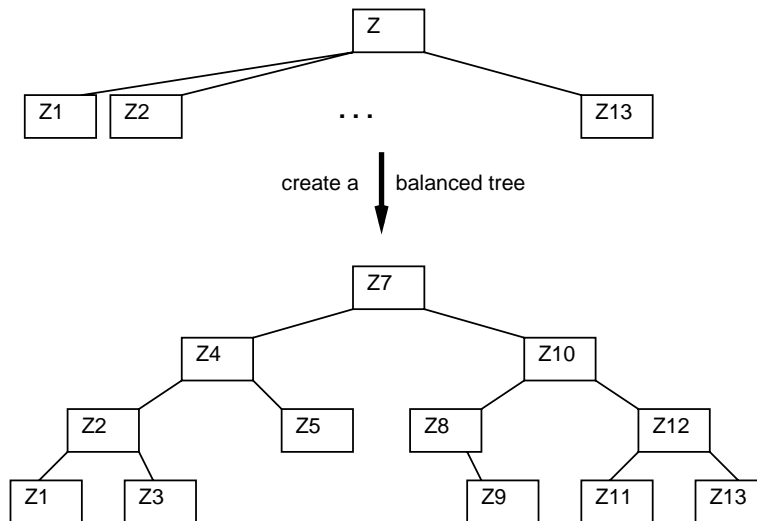 Z
Z1 Z2 . . . Z13
create a balanced tree
Z7
Z4 Z10
Z2 Z5 Z8 Z12
Z1 Z3 Z9 Z11 Z13